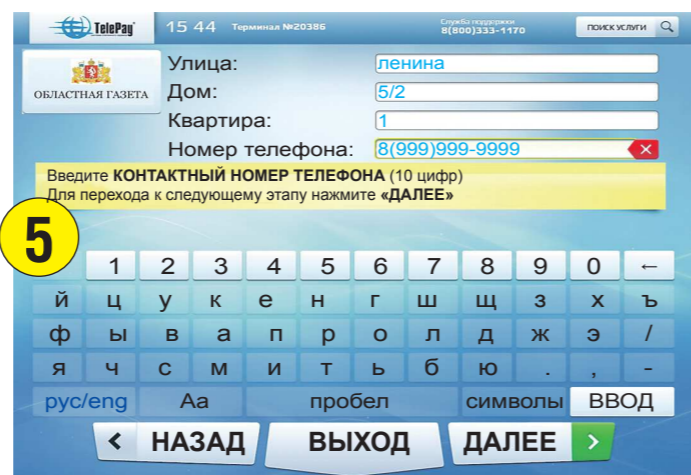 TelePay 15 44 Терминал №20386 Служба поддержки 8(800)333-1170 ПОИСК УСЛУГИ
ОБЛАСТНАЯ ГАЗЕТА
Улица: ленина
Дом: 5/2
Квартира: 1
Номер телефона: 8(999)999-9999
Введите КОНТАКТНЫЙ НОМЕР ТЕЛЕФОНА (10 цифр)
Для перехода к следующему этапу нажмите «ДАЛЕЕ»
5
1 2 3 4 5 6 7 8 9 0 ←
й ц у к е н г ш щ з х ъ
ф ы в а п р о л д ж э /
я ч с м и т ь б ю . , -
рус/eng Аа пробел символы ВВОД
< НАЗАД ВЫХОД ДАЛЕЕ >